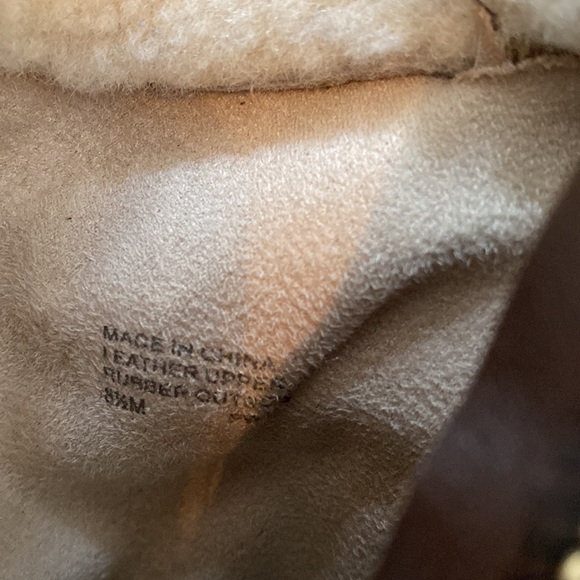 MADE IN CHINA
LEATHER UPPER
RUBBER
8½M